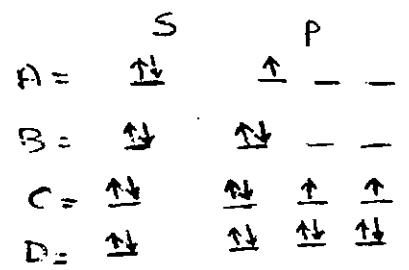 S P
A = ↑↓ ↑ _ _
B = ↑↓ ↑↓ _ _
C = ↑↓ ↑↓ ↑ ↑
D = ↑↓ ↑↓ ↑↓ ↑↓